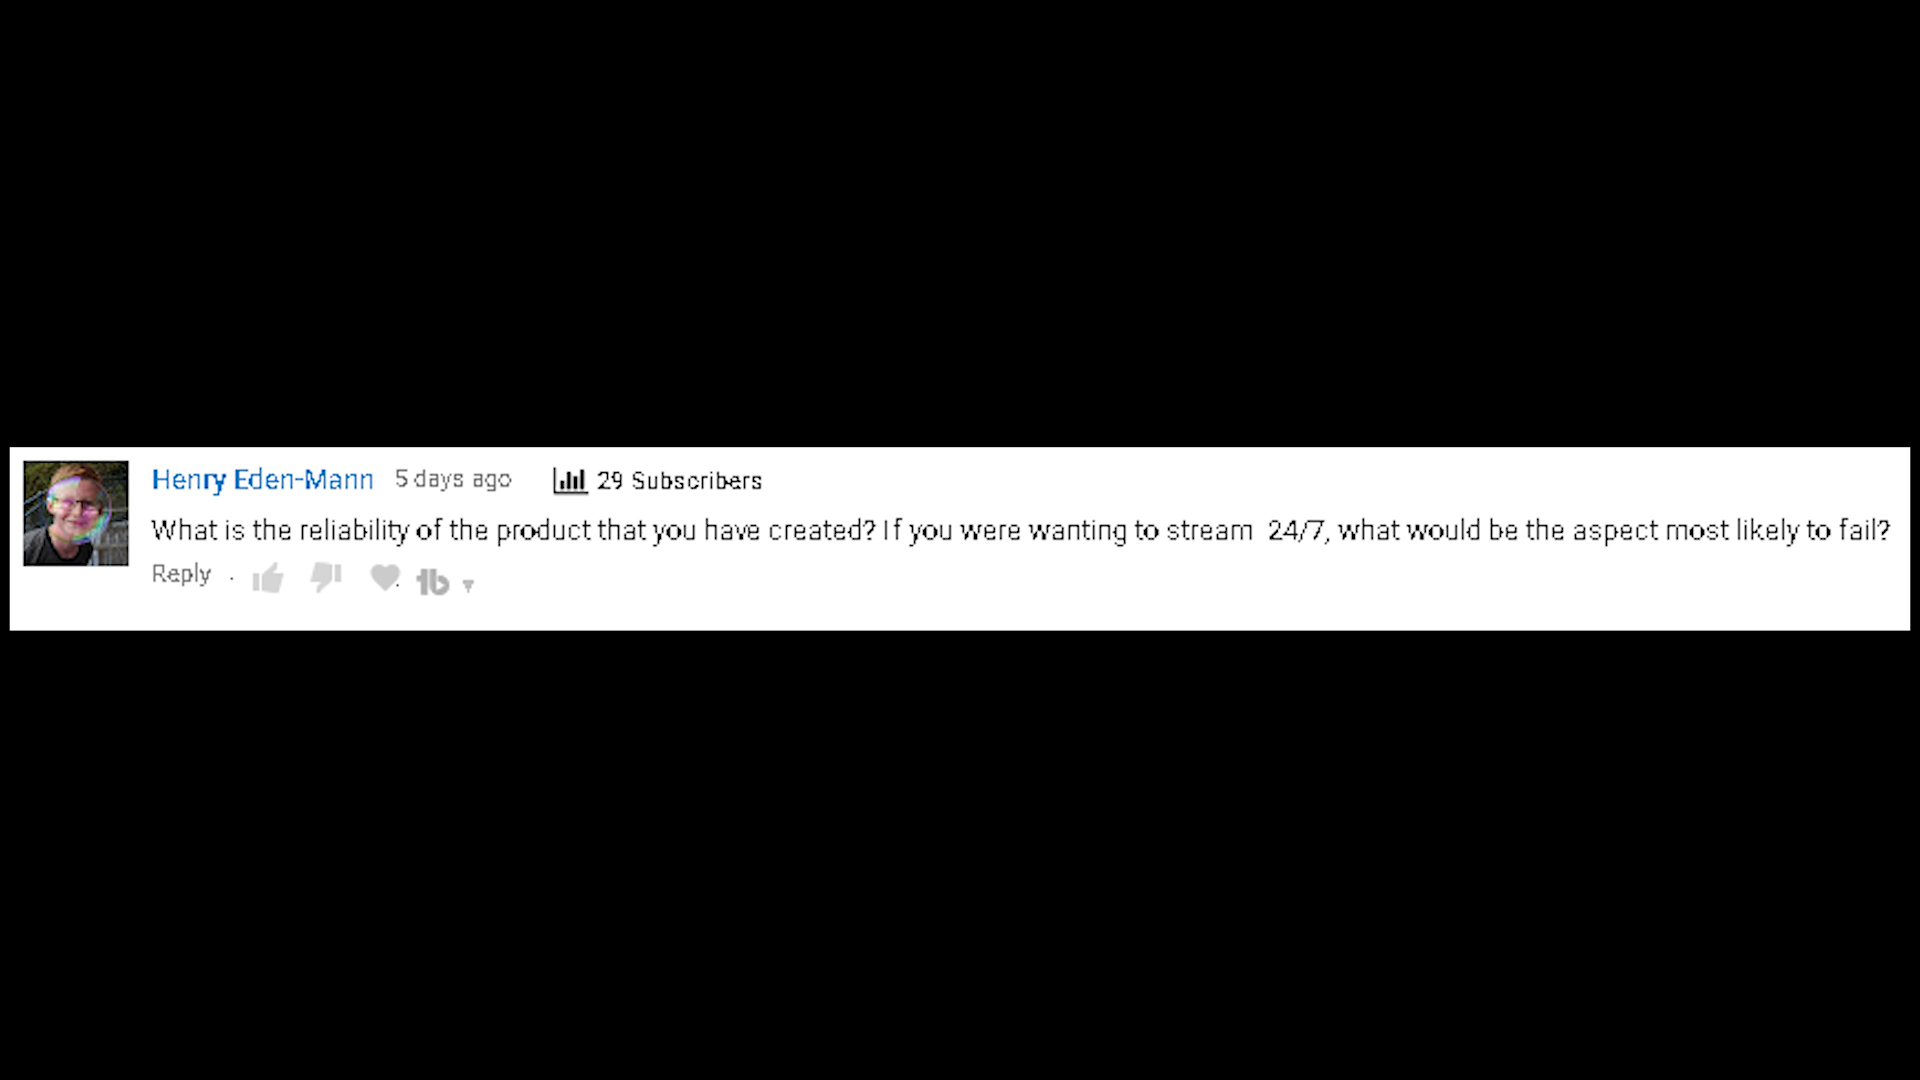 Henry Eden-Mann 5 days ago 29 Subscribers
What is the reliability of the product that you have created? If you were wanting to stream 24/7, what would be the aspect most likely to fail?
Reply